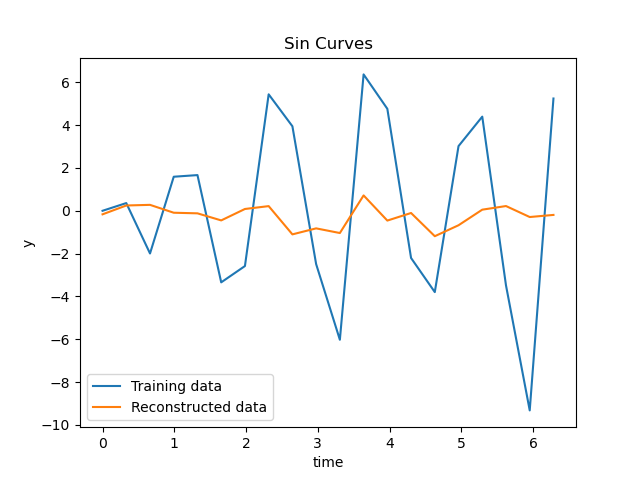 Sin Curves
6
4
2
0
−2
−4
−6
−8
−10
y
Training data
Reconstructed data
0 1 2 3 4 5 6
time